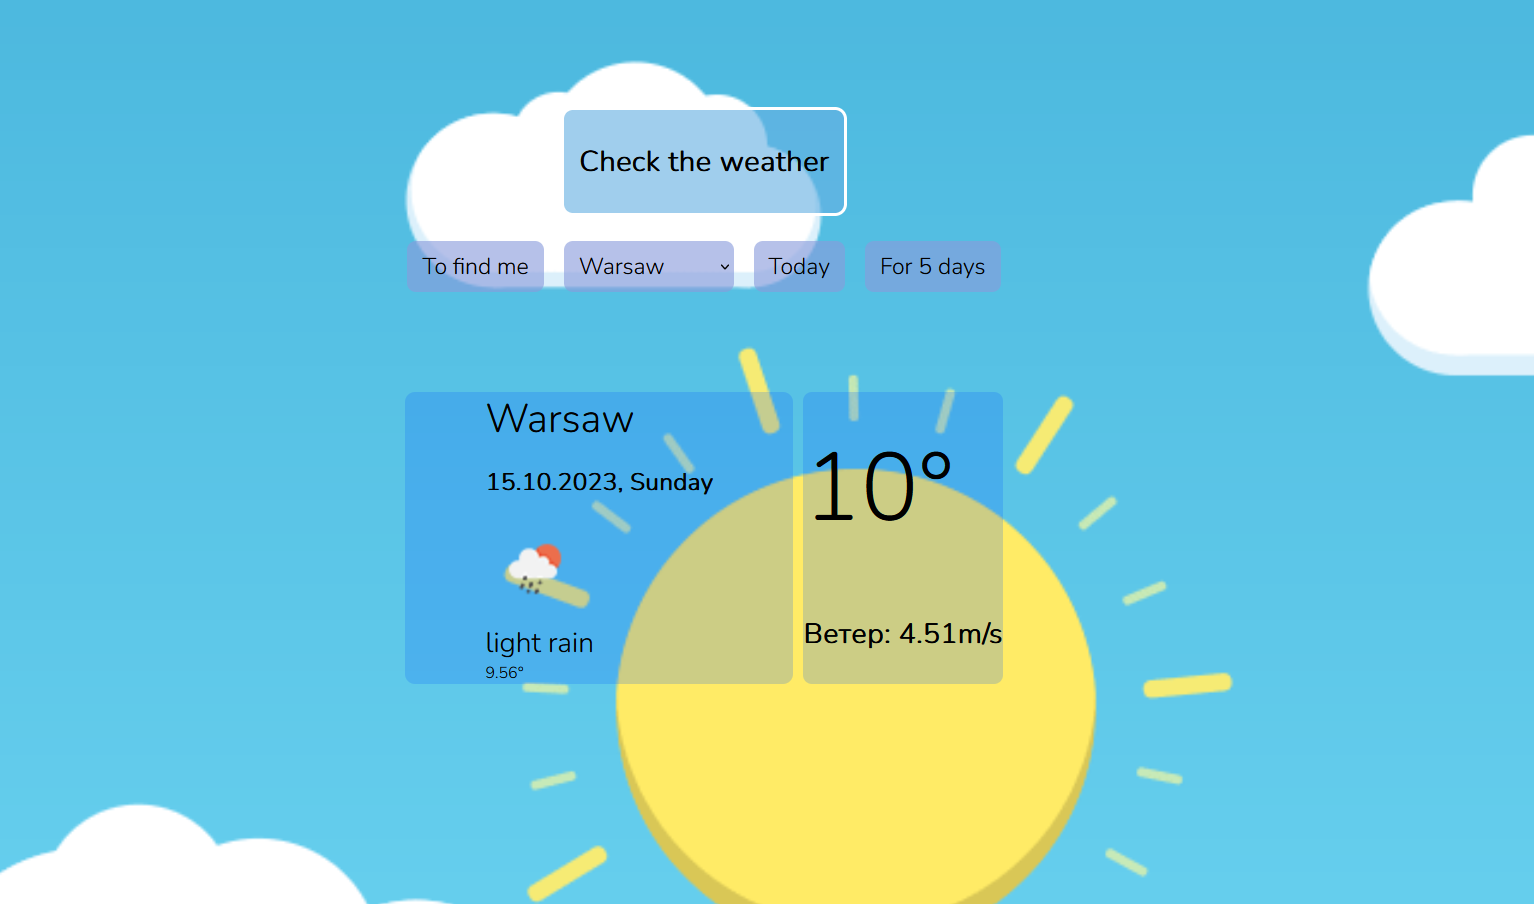 Check the weather
To find me
Warsaw
Today
For 5 days
Warsaw
15.10.2023, Sunday
light rain
9.56°
10°
Ветер: 4.51m/s